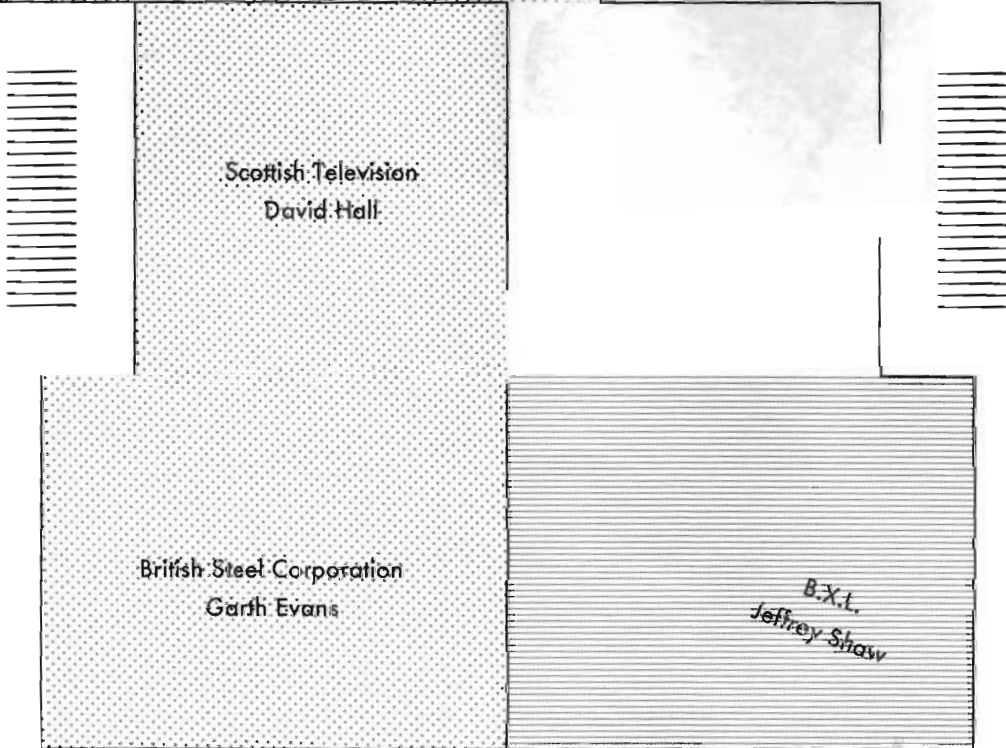 Scottish Television
David Hall
British Steel Corporation
Garth Evans
B.X.L.
Jeffrey Shaw